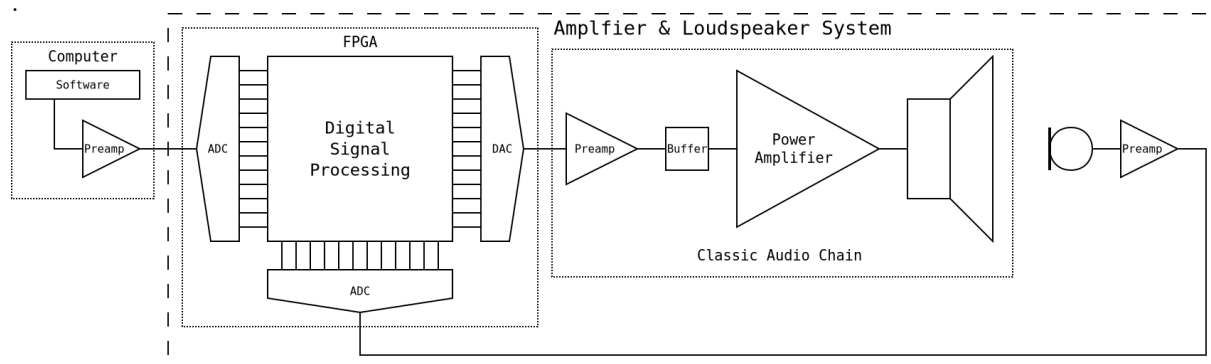 Amplfier & Loudspeaker System
Computer
Software
Preamp
FPGA
ADC
Digital
Signal
Processing
DAC
ADC
Preamp
Buffer
Power
Amplifier
Classic Audio Chain
Preamp